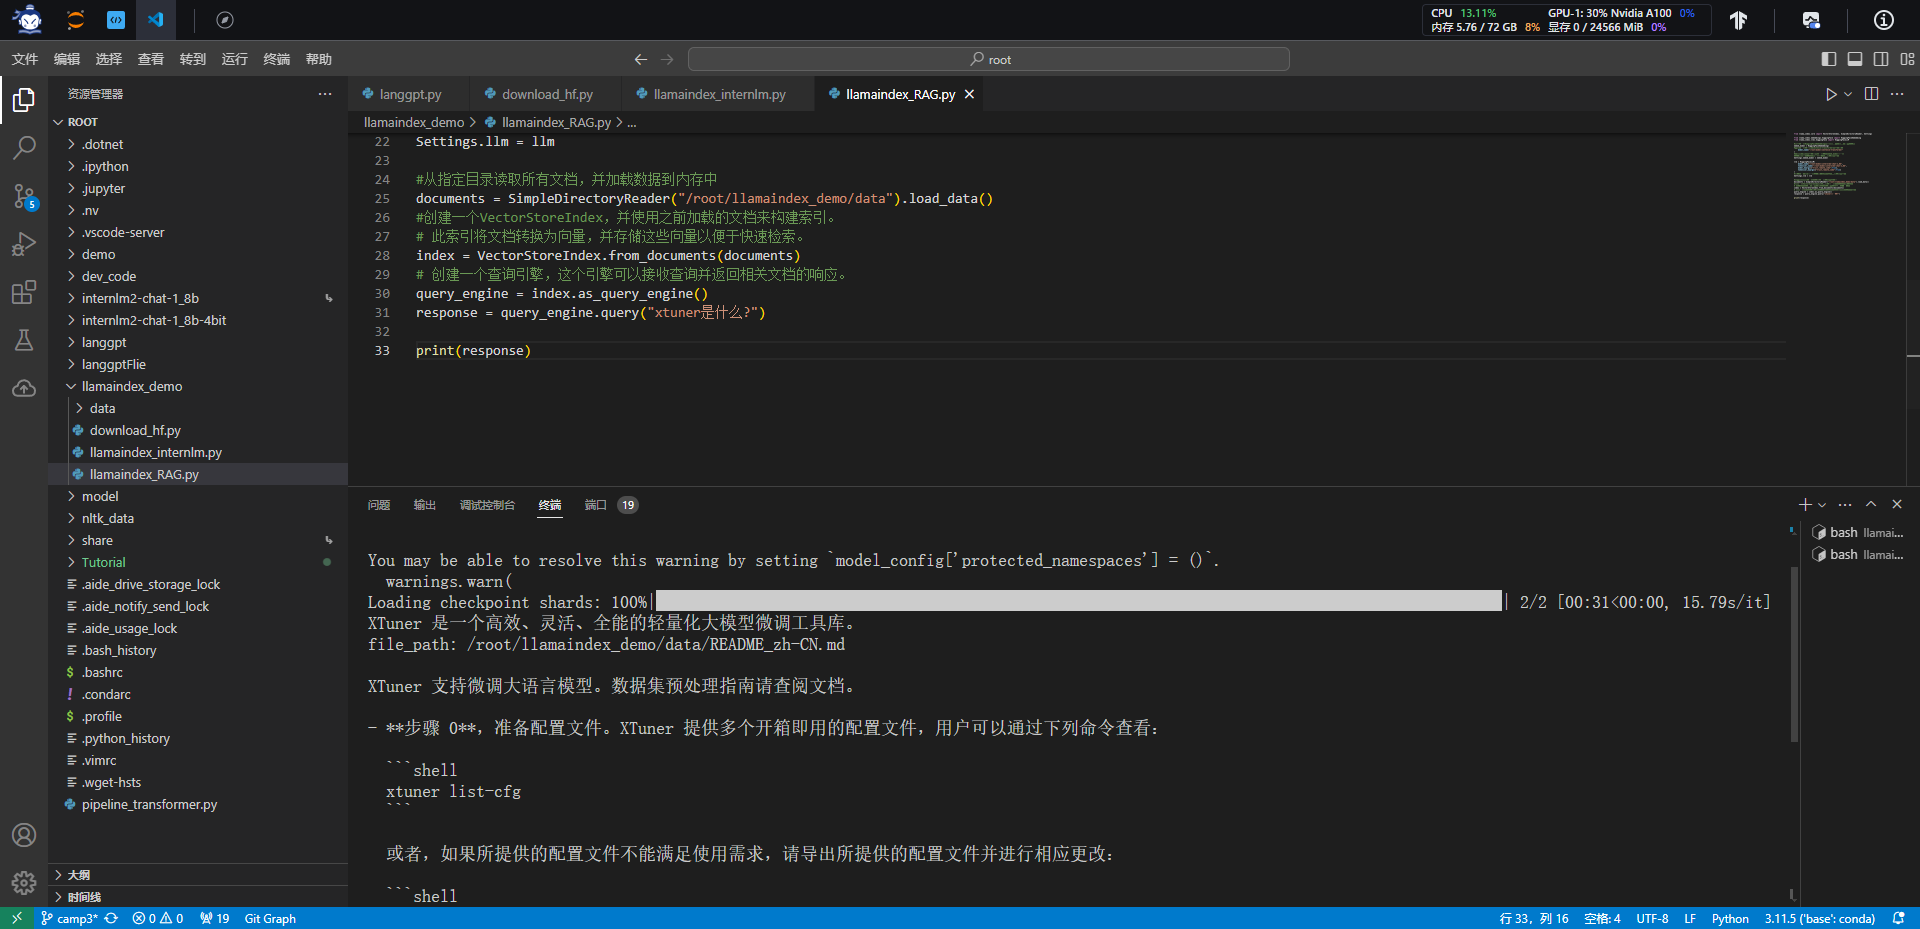 CPU 13.11%
GPU-1: 30% Nvidia A100 0%
内存 5.76 / 72 GB 8%
显存 0 / 24566 MiB 0%
文件 编辑 选择 查看 转到 运行 终端 帮助
root
资源管理器
langgpt.py
download_hf.py
llamaindex_internlm.py
llamaindex_RAG.py
llamaindex_demo > llamaindex_RAG.py > ...
ROOT
.dotnet
.ipython
.jupyter
.nv
.vscode-server
demo
dev_code
internlm2-chat-1_8b
internlm2-chat-1_8b-4bit
langgpt
langgptFlie
llamaindex_demo
data
download_hf.py
llamaindex_internlm.py
llamaindex_RAG.py
model
nltk_data
share
Tutorial
.aide_drive_storage_lock
.aide_notify_send_lock
.aide_usage_lock
.bash_history
$ .bashrc
! .condarc
$ .profile
.python_history
.vimrc
.wget-hsts
pipeline_transformer.py
大纲
时间线
5
22 Settings.llm = llm
23
24 #从指定目录读取所有文档，并加载数据到内存中
25 documents = SimpleDirectoryReader("/root/llamaindex_demo/data").load_data()
26 #创建一个VectorStoreIndex，并使用之前加载的文档来构建索引。
27 # 此索引将文档转换为向量，并存储这些向量以便于快速检索。
28 index = VectorStoreIndex.from_documents(documents)
29 # 创建一个查询引擎，这个引擎可以接收查询并返回相关文档的响应。
30 query_engine = index.as_query_engine()
31 response = query_engine.query("xtuner是什么?")
32
33 print(response)
问题 输出 调试控制台 终端 端口 19
bash llamai...
bash llamai...
You may be able to resolve this warning by setting `model_config['protected_namespaces'] = ()`.
warnings.warn(
Loading checkpoint shards: 100%| | 2/2 [00:31<00:00, 15.79s/it]
XTuner 是一个高效、灵活、全能的轻量化大模型微调工具库。
file_path: /root/llamaindex_demo/data/README_zh-CN.md
XTuner 支持微调大语言模型。数据集预处理指南请查阅文档。
- **步骤 0**，准备配置文件。XTuner 提供多个开箱即用的配置文件，用户可以通过下列命令查看：
```shell
xtuner list-cfg
```
或者，如果所提供的配置文件不能满足使用需求，请导出所提供的配置文件并进行相应更改：
```shell
camp3* 0 0 19 Git Graph
行 33，列 16 空格: 4 UTF-8 LF Python 3.11.5 ('base': conda)